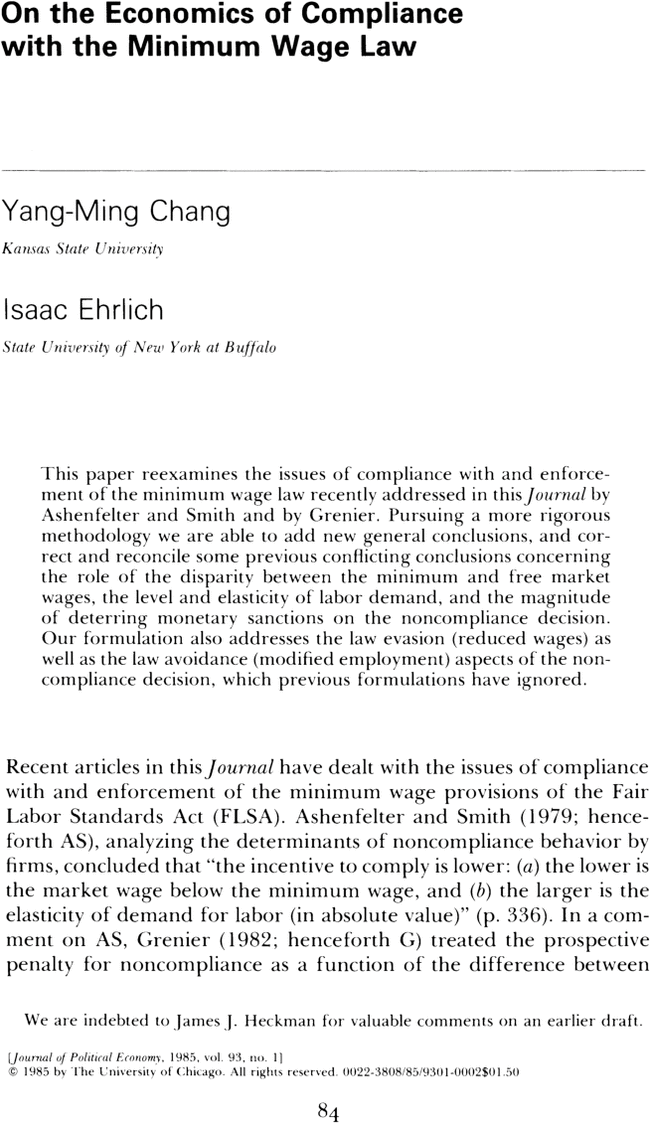 On the Economics of Compliance
with the Minimum Wage Law
Yang-Ming Chang
Kansas State University
Isaac Ehrlich
State University of New York at Buffalo
This paper reexamines the issues of compliance with and enforce-
ment of the minimum wage law recently addressed in this Journal by
Ashenfelter and Smith and by Grenier. Pursuing a more rigorous
methodology we are able to add new general conclusions, and cor-
rect and reconcile some previous conflicting conclusions concerning
the role of the disparity between the minimum and free market
wages, the level and elasticity of labor demand, and the magnitude
of deterring monetary sanctions on the noncompliance decision.
Our formulation also addresses the law evasion (reduced wages) as
well as the law avoidance (modified employment) aspects of the non-
compliance decision, which previous formulations have ignored.
Recent articles in this Journal have dealt with the issues of compliance
with and enforcement of the minimum wage provisions of the Fair
Labor Standards Act (FLSA). Ashenfelter and Smith (1979; hence-
forth AS), analyzing the determinants of noncompliance behavior by
firms, concluded that "the incentive to comply is lower: (a) the lower is
the market wage below the minimum wage, and (b) the larger is the
elasticity of demand for labor (in absolute value)" (p. 336). In a com-
ment on AS, Grenier (1982; henceforth G) treated the prospective
penalty for noncompliance as a function of the difference between
We are indebted to James J. Heckman for valuable comments on an earlier draft.
[Journal of Political Economy, 1985, vol. 93, no. 1]
© 1985 by The University of Chicago. All rights reserved. 0022-3808/85/9301-0002$01.50
84